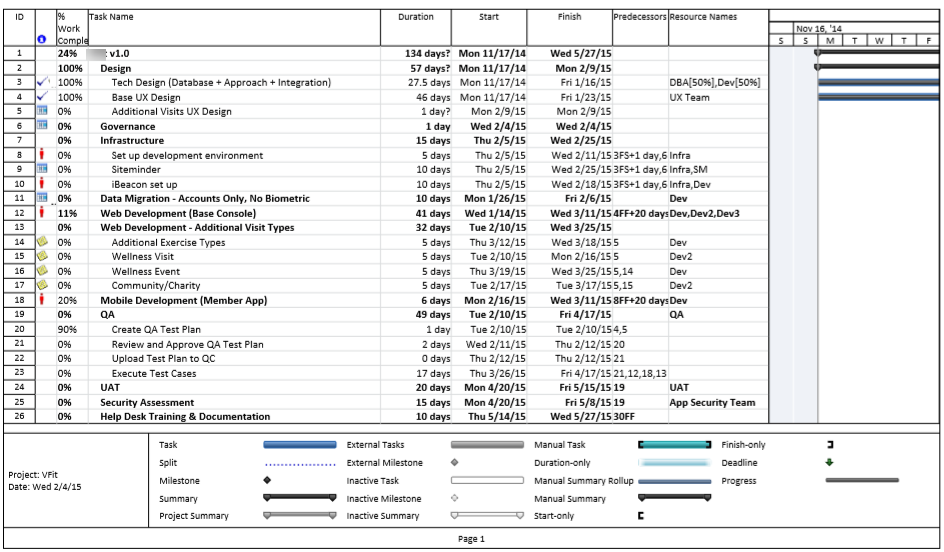 ID % Work Comple Task Name Duration Start Finish Predecessors Resource Names
Nov 16, '14
S S M T W T F
1 24% v1.0 134 days? Mon 11/17/14 Wed 5/27/15
2 100% Design 57 days? Mon 11/17/14 Mon 2/9/15
3 100% Tech Design (Database + Approach + Integration) 27.5 days Mon 11/17/14 Fri 1/16/15 DBA[50%],Dev[50%]
4 100% Base UX Design 46 days Mon 11/17/14 Fri 1/23/15 UX Team
5 0% Additional Visits UX Design 1 day? Mon 2/9/15 Mon 2/9/15
6 0% Governance 1 day Wed 2/4/15 Wed 2/4/15
7 0% Infrastructure 15 days Thu 2/5/15 Wed 2/25/15
8 0% Set up development environment 5 days Thu 2/5/15 Wed 2/11/15 3FS+1 day,6 Infra
9 0% Siteminder 10 days Thu 2/5/15 Wed 2/25/15 3FS+1 day,6 Infra,SM
10 0% iBeacon set up 10 days Thu 2/5/15 Wed 2/18/15 3FS+1 day,6 Infra,Dev
11 0% Data Migration - Accounts Only, No Biometric 10 days Mon 1/26/15 Fri 2/6/15 Dev
12 11% Web Development (Base Console) 41 days Wed 1/14/15 Wed 3/11/15 4FF+20 days Dev,Dev2,Dev3
13 0% Web Development - Additional Visit Types 32 days Tue 2/10/15 Wed 3/25/15
14 0% Additional Exercise Types 5 days Thu 3/12/15 Wed 3/18/15 5 Dev
15 0% Wellness Visit 5 days Tue 2/10/15 Mon 2/16/15 5 Dev2
16 0% Wellness Event 5 days Thu 3/19/15 Wed 3/25/15 5,14 Dev
17 0% Community/Charity 5 days Tue 2/17/15 Tue 3/17/15 5,15 Dev2
18 20% Mobile Development (Member App) 6 days Mon 2/16/15 Wed 3/11/15 8FF+20 days Dev
19 0% QA 49 days Tue 2/10/15 Fri 4/17/15 QA
20 90% Create QA Test Plan 1 day Tue 2/10/15 Tue 2/10/15 4,5
21 0% Review and Approve QA Test Plan 2 days Wed 2/11/15 Thu 2/12/15 20
22 0% Upload Test Plan to QC 0 days Thu 2/12/15 Thu 2/12/15 21
23 0% Execute Test Cases 17 days Thu 3/26/15 Fri 4/17/15 21,12,18,13
24 0% UAT 20 days Mon 4/20/15 Fri 5/15/15 19 UAT
25 0% Security Assessment 15 days Mon 4/20/15 Fri 5/8/15 19 App Security Team
26 0% Help Desk Training & Documentation 10 days Thu 5/14/15 Wed 5/27/15 30FF
Project: VFit
Date: Wed 2/4/15
Task External Tasks Manual Task Finish-only
Split External Milestone Duration-only Deadline
Milestone Inactive Task Manual Summary Rollup Progress
Summary Inactive Milestone Manual Summary
Project Summary Inactive Summary Start-only
Page 1